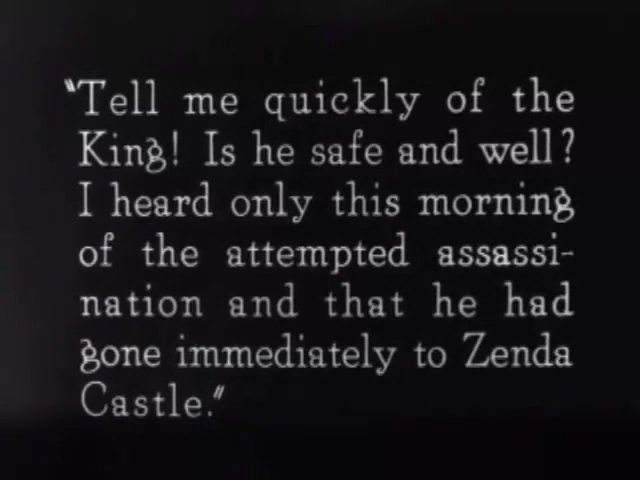 "Tell me quickly of the
King! Is he safe and well?
I heard only this morning
of the attempted assassi-
nation and that he had
gone immediately to Zenda
Castle."